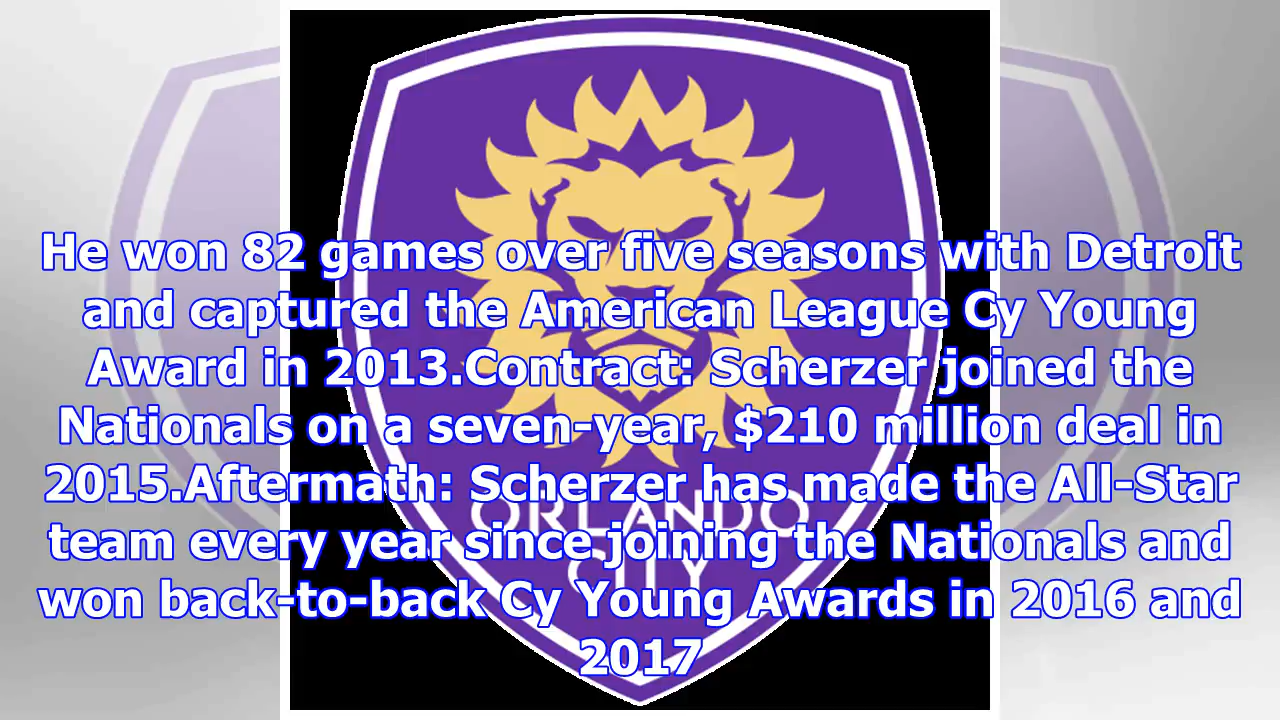 He won 82 games over five seasons with Detroit
and captured the American League Cy Young
Award in 2013.Contract: Scherzer joined the
Nationals on a seven-year, $210 million deal in
2015.Aftermath: Scherzer has made the All-Star
team every year since joining the Nationals and
won back-to-back Cy Young Awards in 2016 and
2017
ORLANDO
CITY